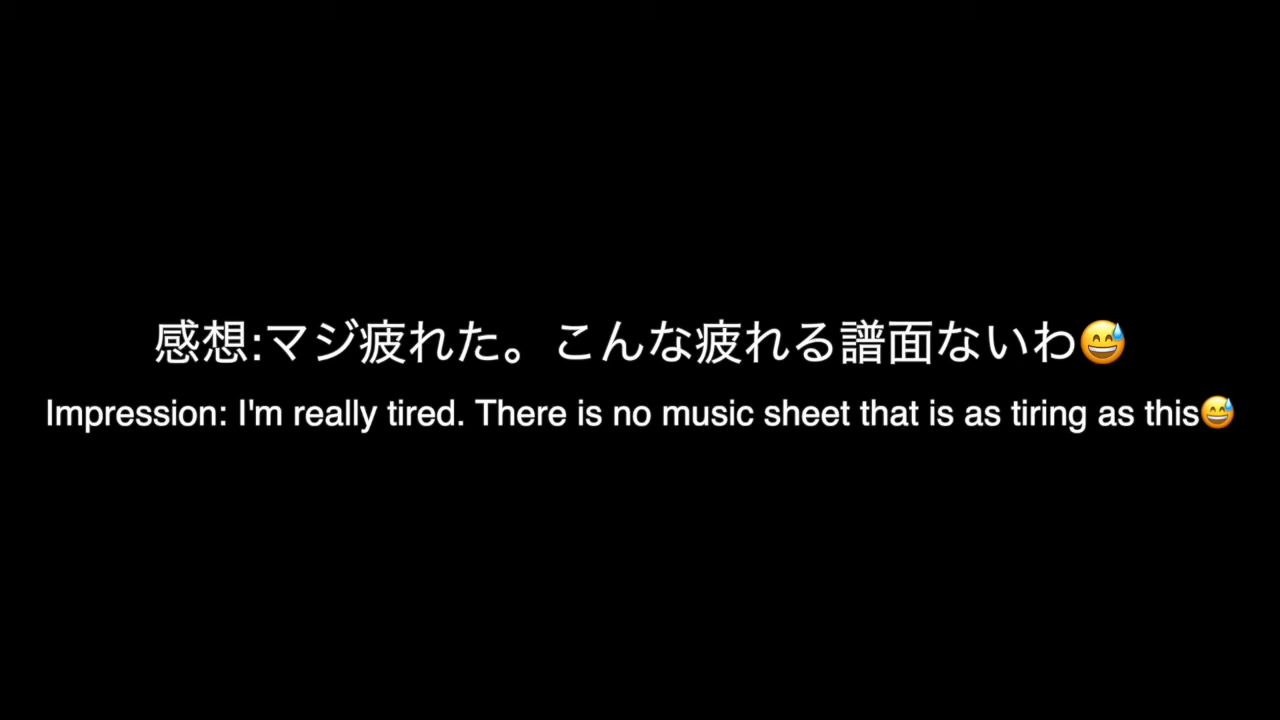 感想:マジ疲れた。こんな疲れる譜面ないわ😅
Impression: I'm really tired. There is no music sheet that is as tiring as this😅